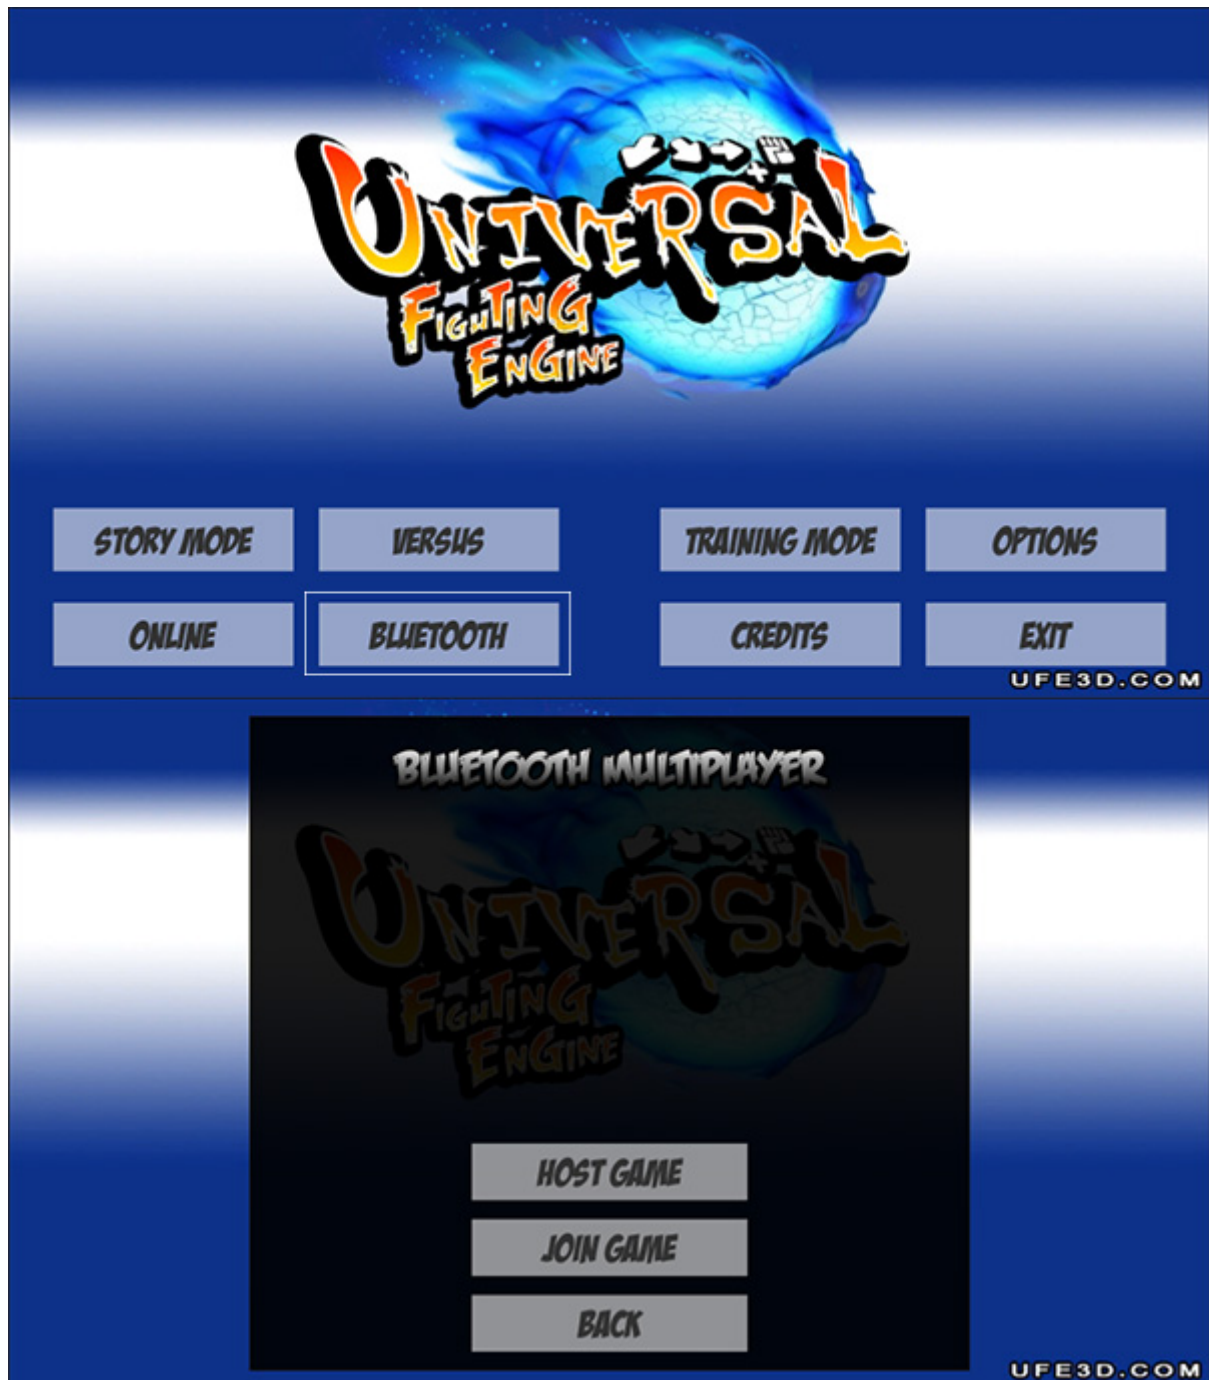 UNIVERSAL
FIGHTING
ENGINE
STORY MODE
VERSUS
TRAINING MODE
OPTIONS
ONLINE
BLUETOOTH
CREDITS
EXIT
UFE3D.COM
BLUETOOTH MULTIPLAYER
UNIVERSAL
FIGHTING
ENGINE
HOST GAME
JOIN GAME
BACK
UFE3D.COM